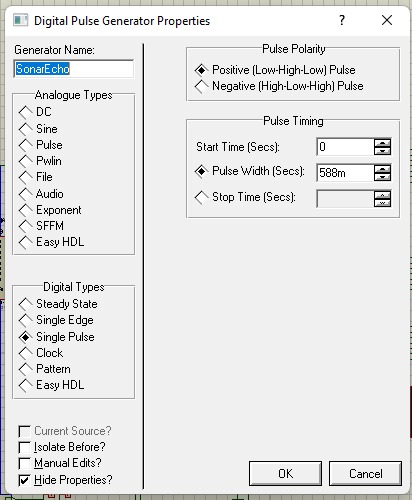 Digital Pulse Generator Properties
?
Generator Name:
SonarEcho
Analogue Types
DC
Sine
Pulse
Pwlin
File
Audio
Exponent
SFFM
Easy HDL
Digital Types
Steady State
Single Edge
Single Pulse
Clock
Pattern
Easy HDL
Current Source?
Isolate Before?
Manual Edits?
Hide Properties?
Pulse Polarity
Positive (Low-High-Low) Pulse
Negative (High-Low-High) Pulse
Pulse Timing
Start Time (Secs): 0
Pulse Width (Secs): 588m
Stop Time (Secs):
OK Cancel